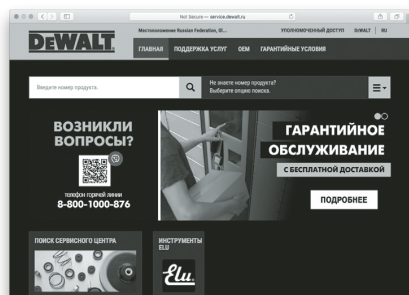 Not Secure — service.dewalt.ru
DEWALT
Местоположение Russian Federation, Ul...
УПОЛНОМОЧЕННЫЙ ДОСТУП
DeWALT
RU
ГЛАВНАЯ ПОДДЕРЖКА УСЛУГ OEM ГАРАНТИЙНЫЕ УСЛОВИЯ
Введите номер продукта.
Не знаете номер продукта?
Выберите опцию поиска.
ВОЗНИКЛИ
ВОПРОСЫ?
телефон горячей линии
8-800-1000-876
ГАРАНТИЙНОЕ
ОБСЛУЖИВАНИЕ
С БЕСПЛАТНОЙ ДОСТАВКОЙ
ПОДРОБНЕЕ
ПОИСК СЕРВИСНОГО ЦЕНТРА
ИНСТРУМЕНТЫ
ELU
Elu.